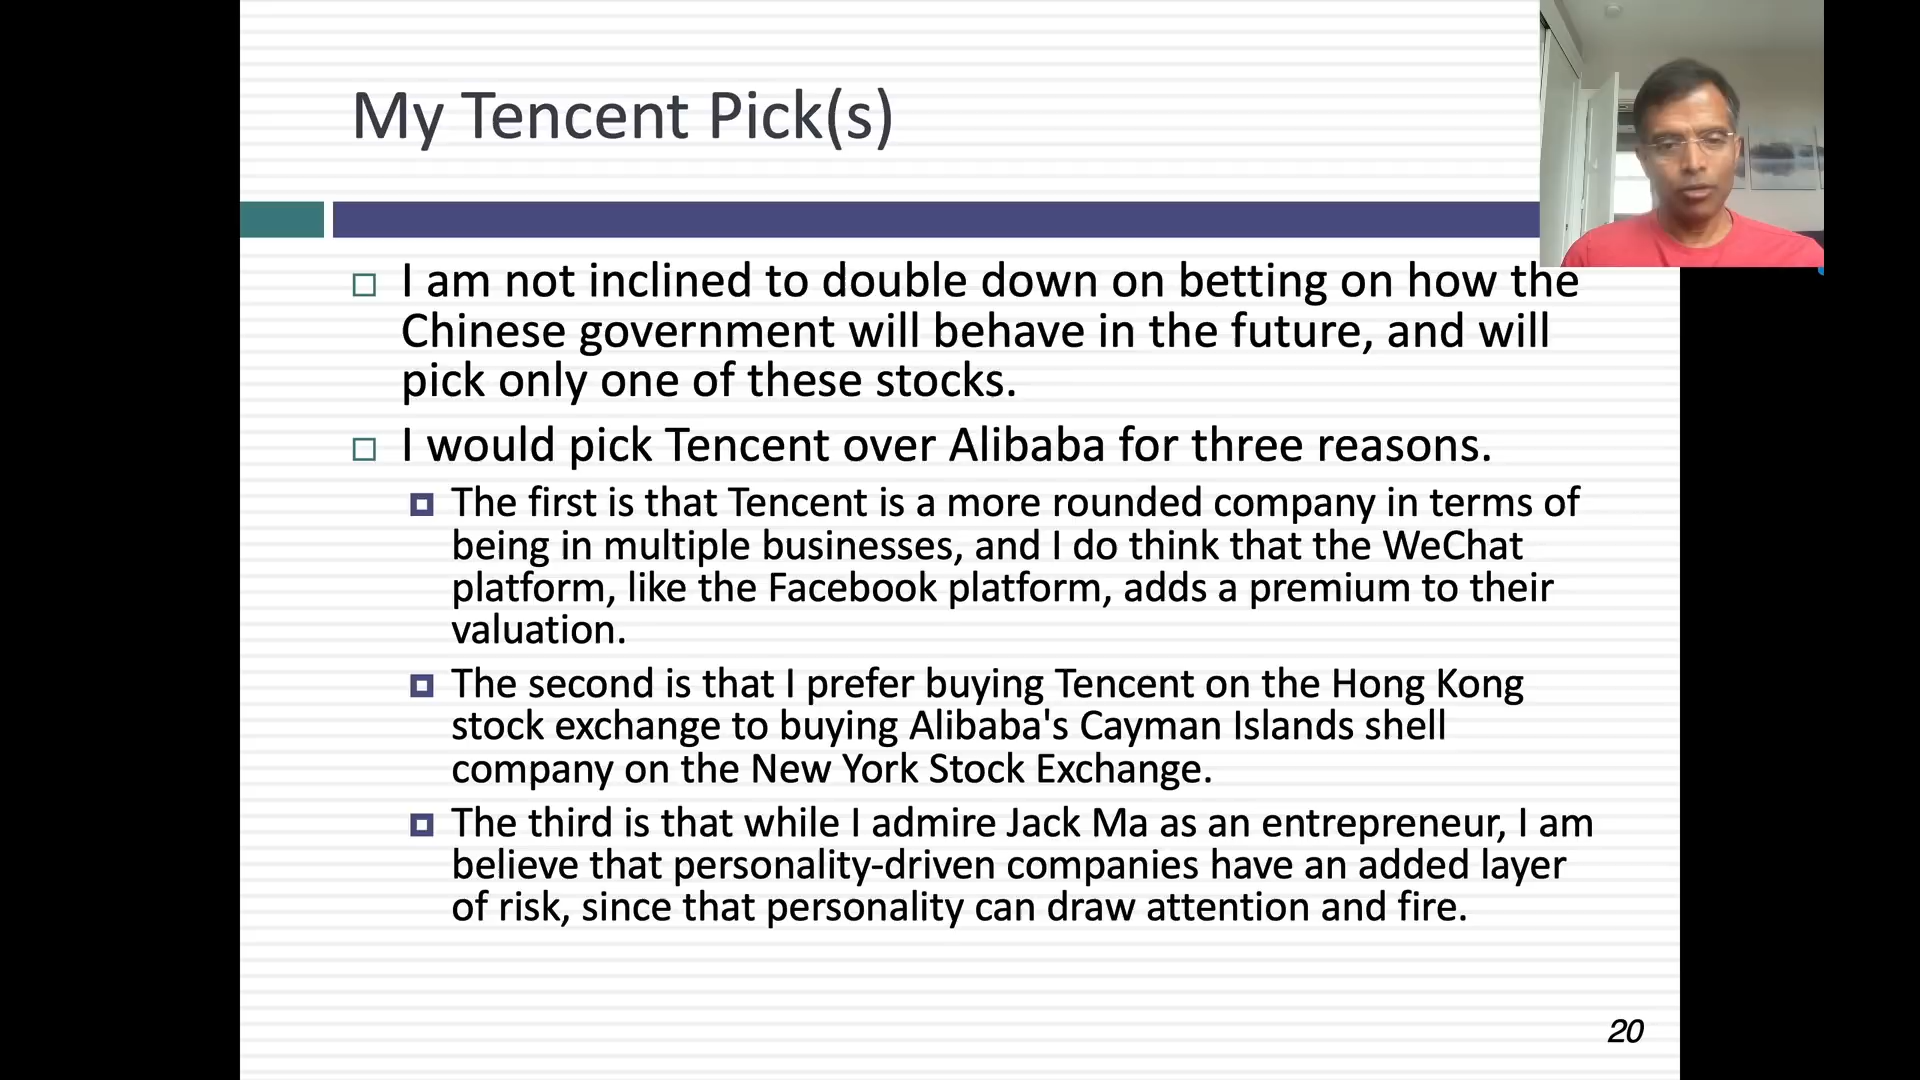 My Tencent Pick(s)
I am not inclined to double down on betting on how the
Chinese government will behave in the future, and will
pick only one of these stocks.
I would pick Tencent over Alibaba for three reasons.
The first is that Tencent is a more rounded company in terms of
being in multiple businesses, and I do think that the WeChat
platform, like the Facebook platform, adds a premium to their
valuation.
The second is that I prefer buying Tencent on the Hong Kong
stock exchange to buying Alibaba's Cayman Islands shell
company on the New York Stock Exchange.
The third is that while I admire Jack Ma as an entrepreneur, I am
believe that personality-driven companies have an added layer
of risk, since that personality can draw attention and fire.
20